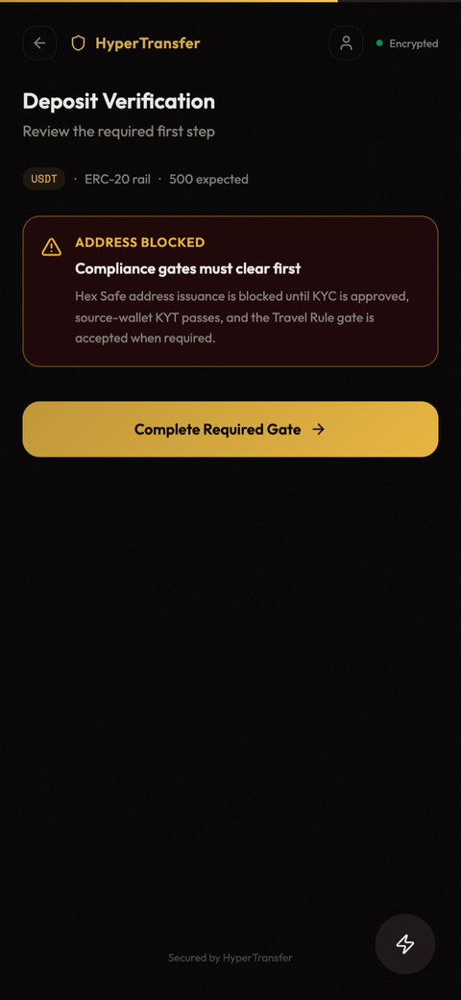 HyperTransfer
Encrypted
Deposit Verification
Review the required first step
USDT · ERC-20 rail · 500 expected
ADDRESS BLOCKED
Compliance gates must clear first
Hex Safe address issuance is blocked until KYC is approved,
source-wallet KYT passes, and the Travel Rule gate is
accepted when required.
Complete Required Gate →
Secured by HyperTransfer